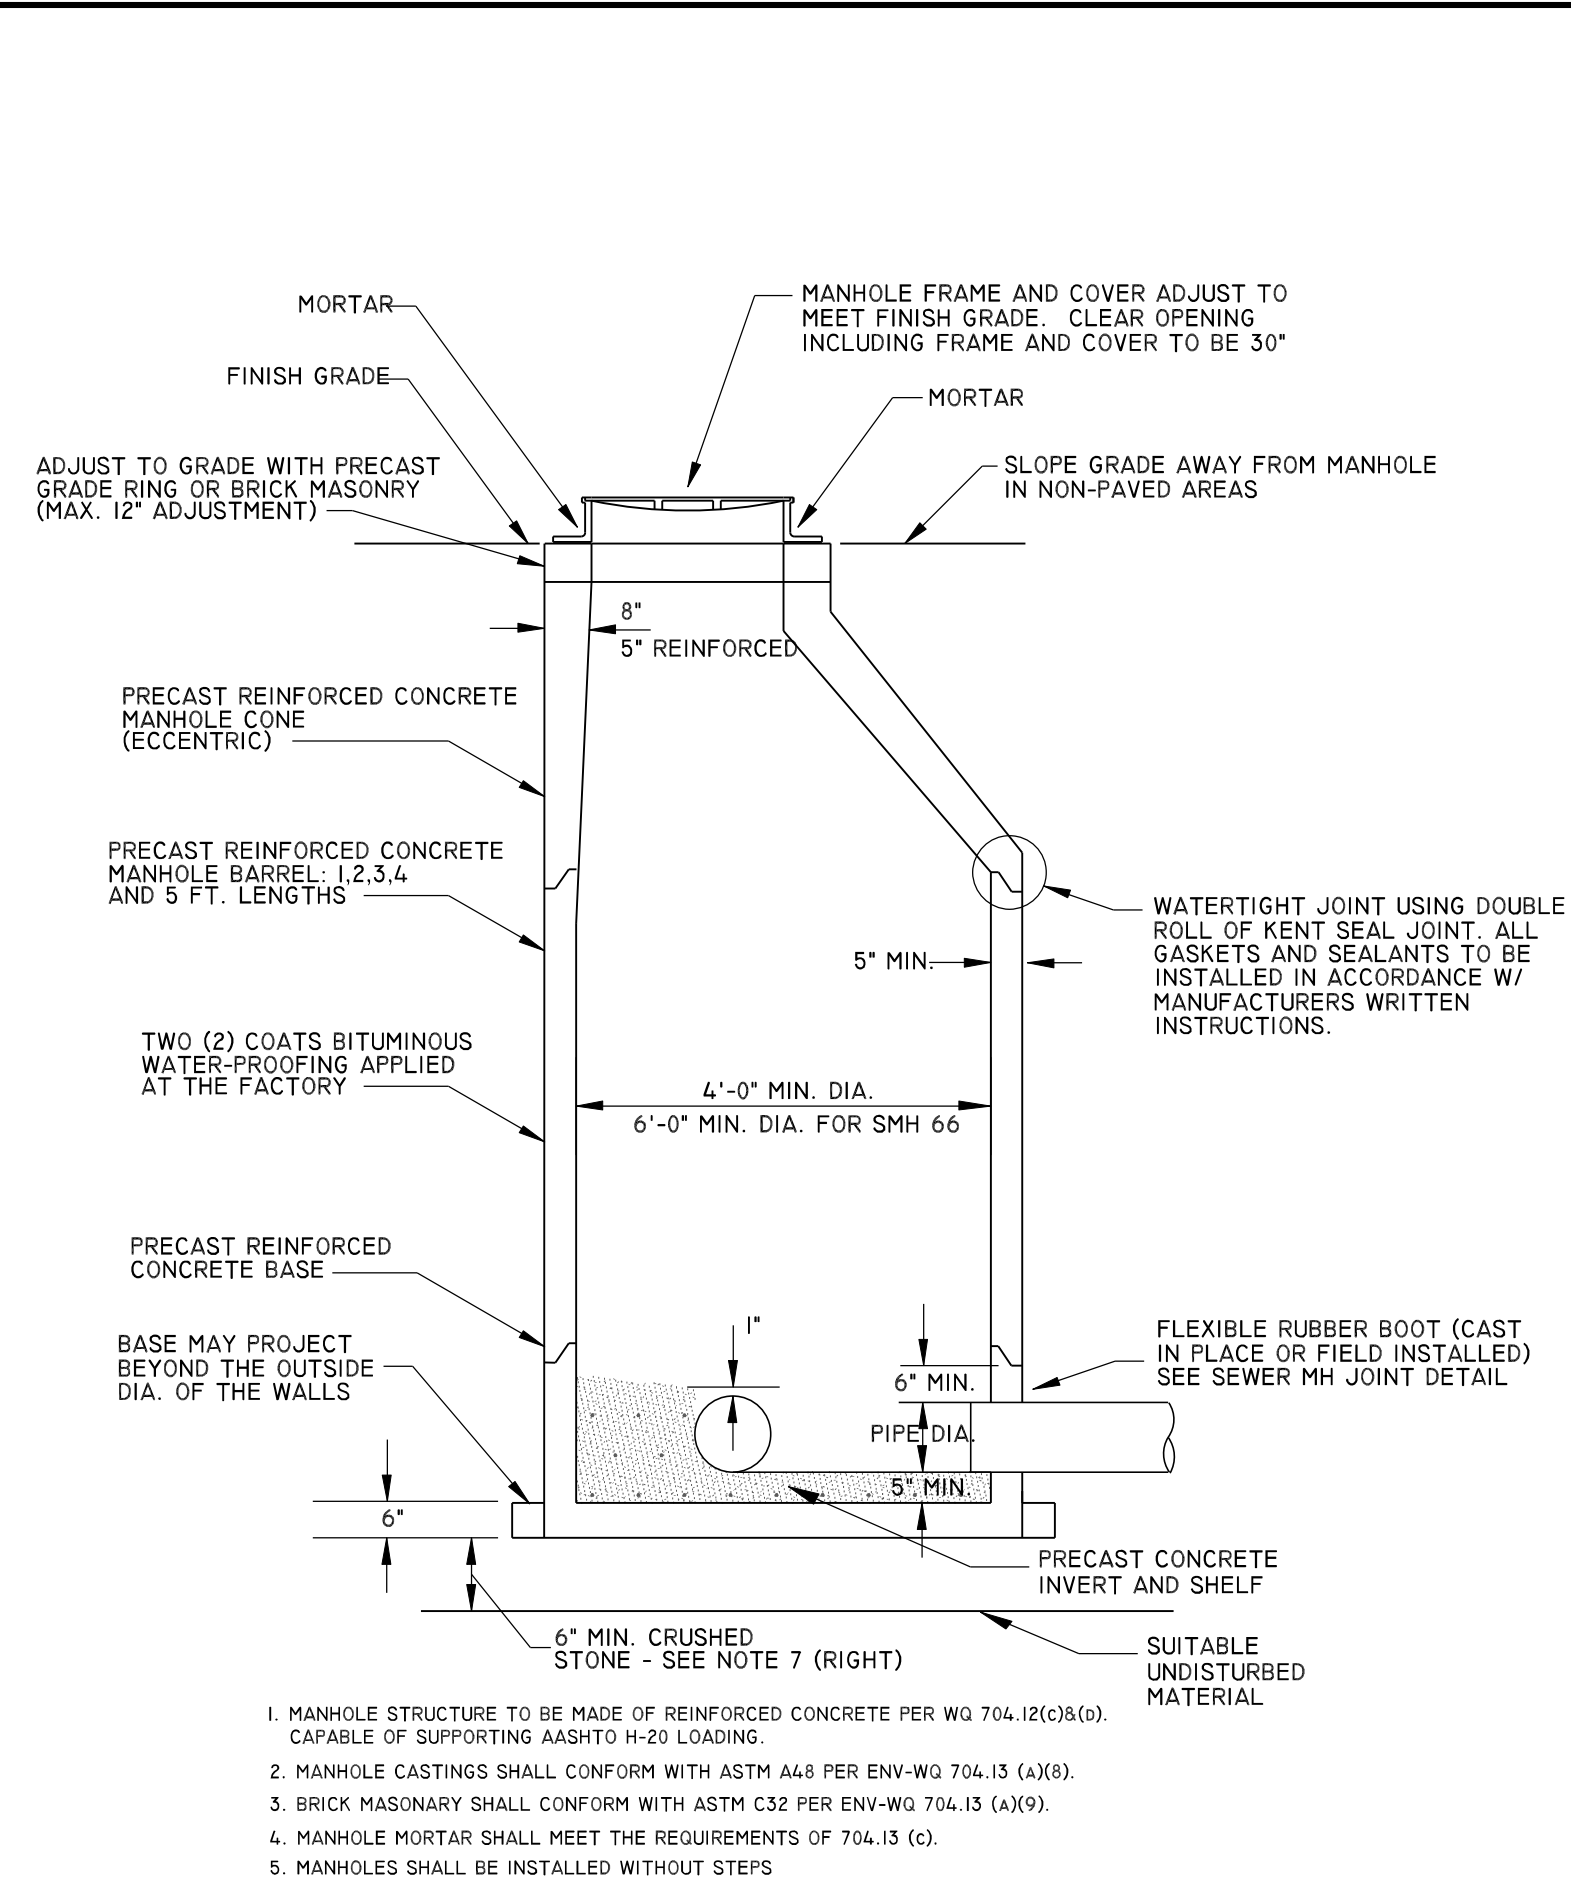 MORTAR
MANHOLE FRAME AND COVER ADJUST TO
MEET FINISH GRADE. CLEAR OPENING
INCLUDING FRAME AND COVER TO BE 30"
FINISH GRADE
MORTAR
ADJUST TO GRADE WITH PRECAST
GRADE RING OR BRICK MASONRY
(MAX. 12" ADJUSTMENT)
SLOPE GRADE AWAY FROM MANHOLE
IN NON-PAVED AREAS
8"
5" REINFORCED
PRECAST REINFORCED CONCRETE
MANHOLE CONE
(ECCENTRIC)
PRECAST REINFORCED CONCRETE
MANHOLE BARREL: 1,2,3,4
AND 5 FT. LENGTHS
WATERTIGHT JOINT USING DOUBLE
ROLL OF KENT SEAL JOINT. ALL
GASKETS AND SEALANTS TO BE
INSTALLED IN ACCORDANCE W/
MANUFACTURERS WRITTEN
INSTRUCTIONS.
5" MIN.
TWO (2) COATS BITUMINOUS
WATER-PROOFING APPLIED
AT THE FACTORY
4'-0" MIN. DIA.
6'-0" MIN. DIA. FOR SMH 66
PRECAST REINFORCED
CONCRETE BASE
1"
FLEXIBLE RUBBER BOOT (CAST
IN PLACE OR FIELD INSTALLED)
SEE SEWER MH JOINT DETAIL
BASE MAY PROJECT
BEYOND THE OUTSIDE
DIA. OF THE WALLS
6" MIN.
PIPE DIA.
5" MIN.
6"
PRECAST CONCRETE
INVERT AND SHELF
6" MIN. CRUSHED
STONE - SEE NOTE 7 (RIGHT)
SUITABLE
UNDISTURBED
MATERIAL
1. MANHOLE STRUCTURE TO BE MADE OF REINFORCED CONCRETE PER WQ 704.12(C)&(D).
CAPABLE OF SUPPORTING AASHTO H-20 LOADING.
2. MANHOLE CASTINGS SHALL CONFORM WITH ASTM A48 PER ENV-WQ 704.13 (A)(8).
3. BRICK MASONARY SHALL CONFORM WITH ASTM C32 PER ENV-WQ 704.13 (A)(9).
4. MANHOLE MORTAR SHALL MEET THE REQUIREMENTS OF 704.13 (C).
5. MANHOLES SHALL BE INSTALLED WITHOUT STEPS